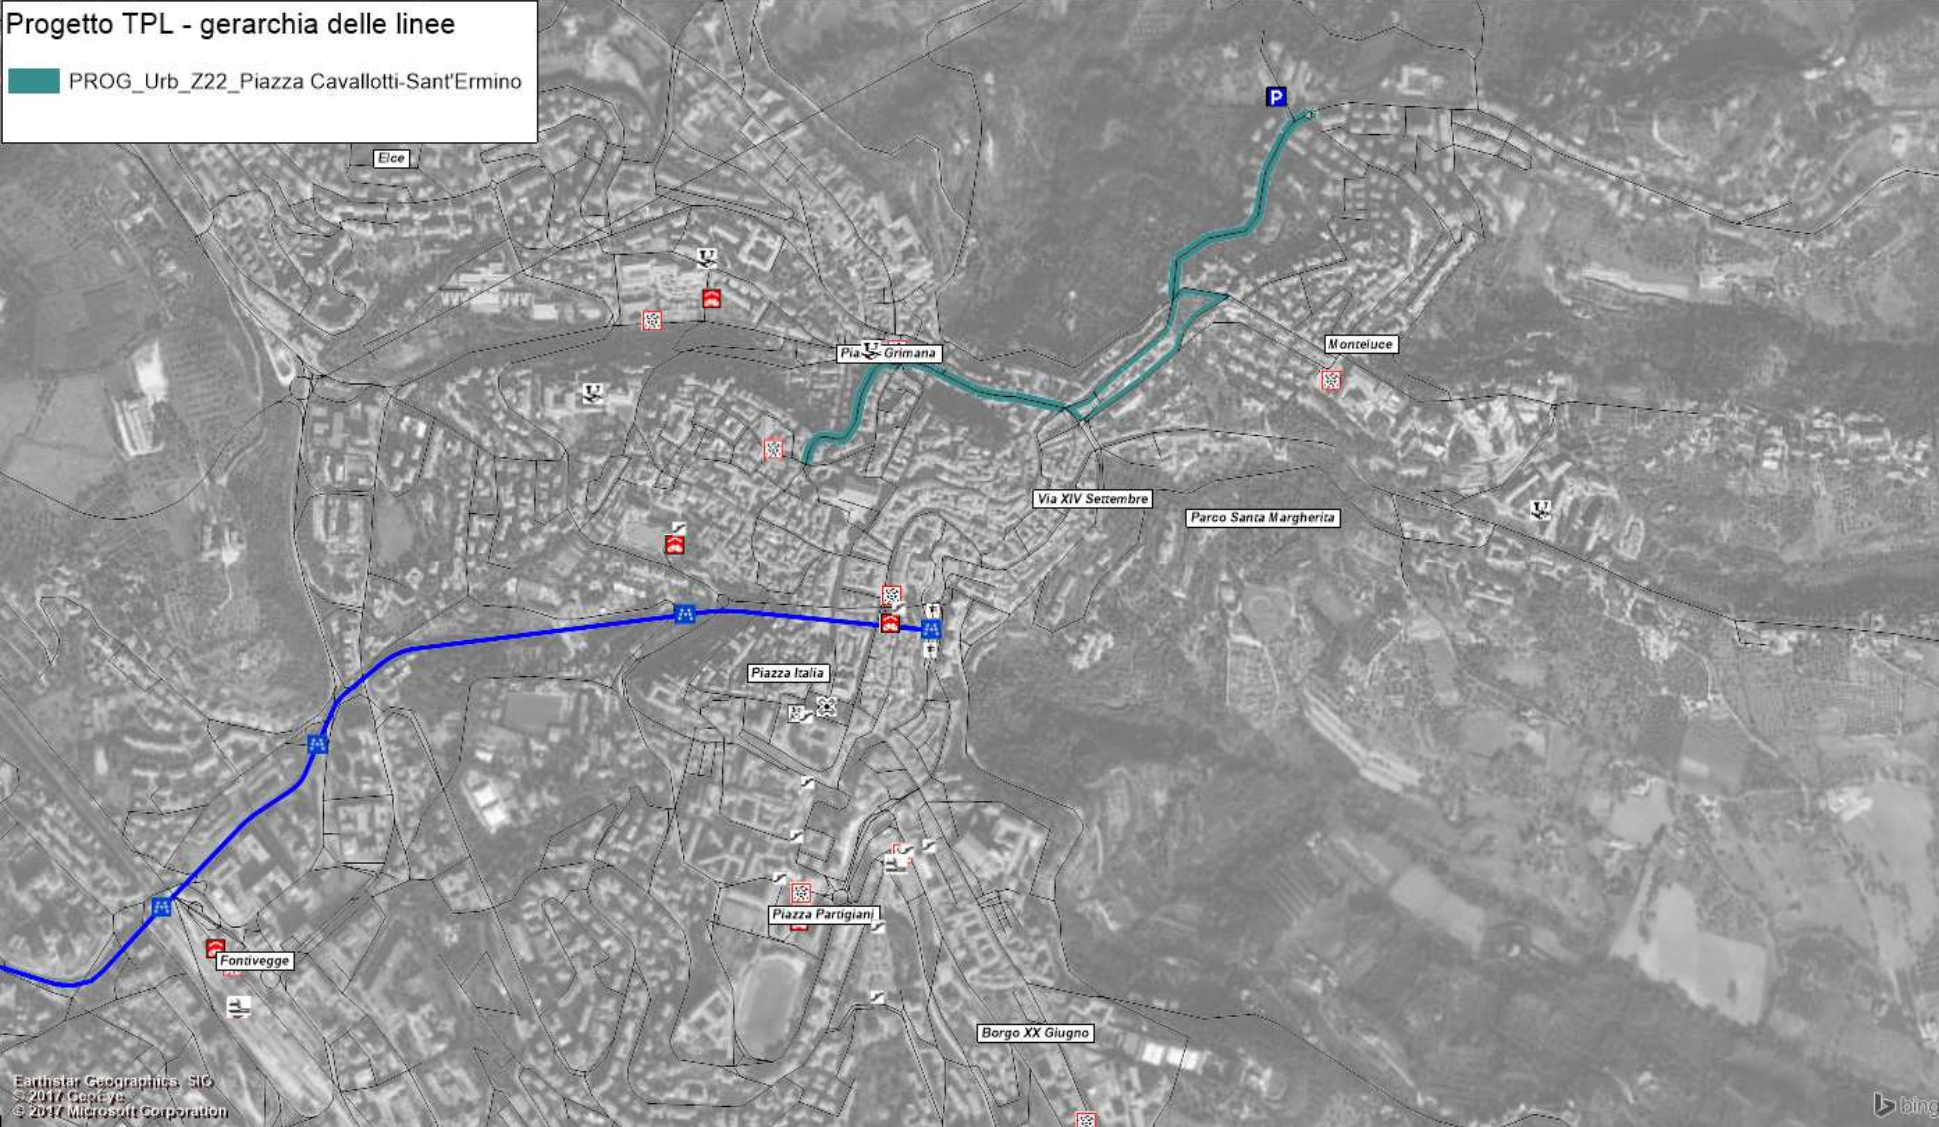 Progetto TPL - gerarchia delle linee
PROG_Urb_Z22_Piazza Cavallotti-Sant'Ermino
Elce
P
Grimana
Monteluce
Via XIV Settembre
Parco Santa Margherita
Piazza Italia
Piazza Partigiani
Fontivegge
Borgo XX Giugno
Earthstar Geographics SIO
© 2017 GeoEye
© 2017 Microsoft Corporation
bing